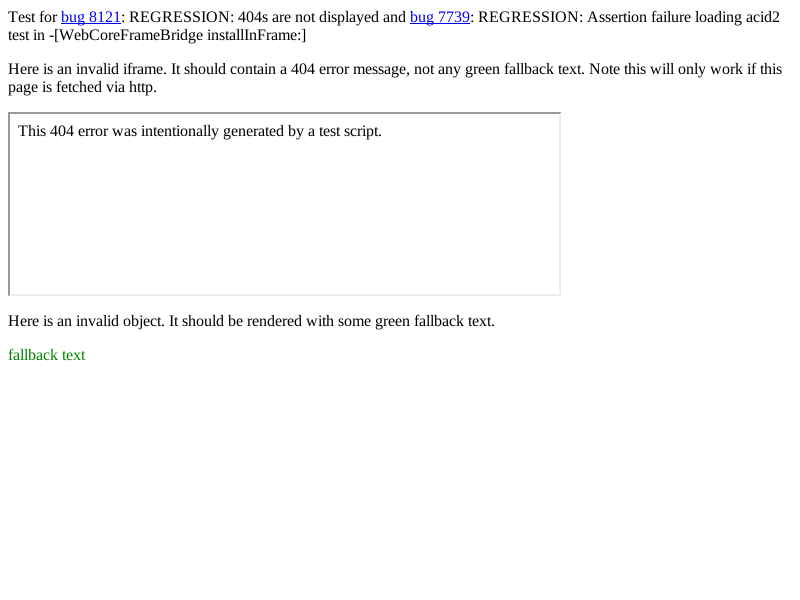 Test for bug 8121: REGRESSION: 404s are not displayed and bug 7739: REGRESSION: Assertion failure loading acid2
test in -[WebCoreFrameBridge installInFrame:]
Here is an invalid iframe. It should contain a 404 error message, not any green fallback text. Note this will only work if this
page is fetched via http.
This 404 error was intentionally generated by a test script.
Here is an invalid object. It should be rendered with some green fallback text.
fallback text